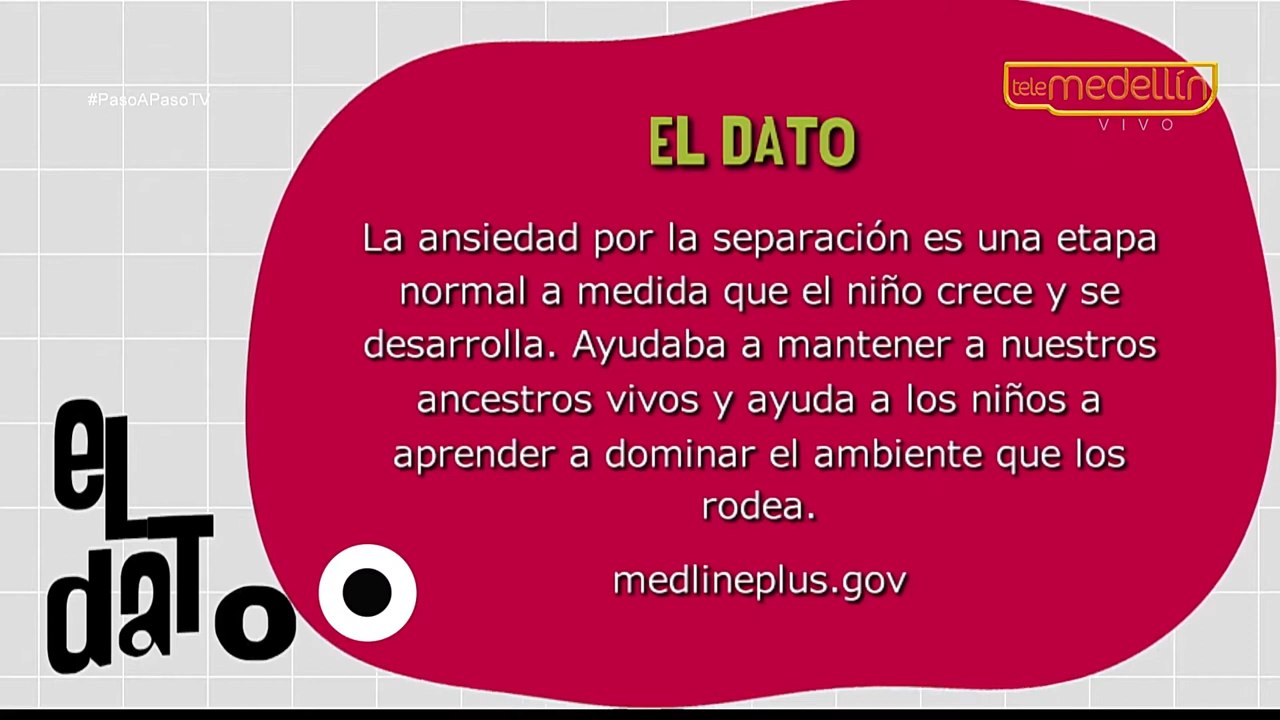 #PasoAPasoTV
telemedellín
VIVO
EL DATO
La ansiedad por la separación es una etapa
normal a medida que el niño crece y se
desarrolla. Ayudaba a mantener a nuestros
ancestros vivos y ayuda a los niños a
aprender a dominar el ambiente que los
rodea.
medlineplus.gov
eL
daTo